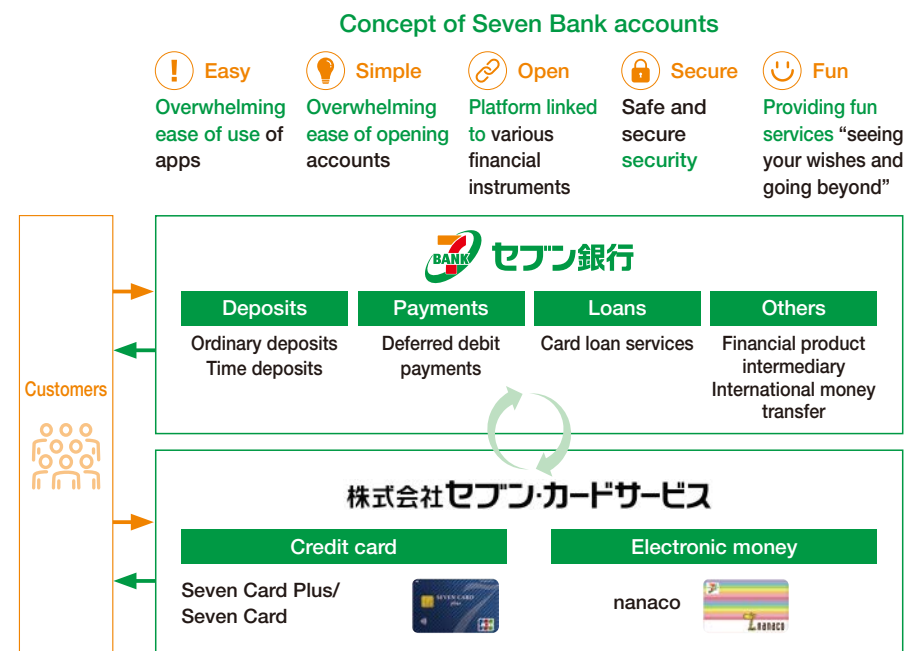 Concept of Seven Bank accounts
Easy
Overwhelming
ease of use of
apps
Simple
Overwhelming
ease of opening
accounts
Open
Platform linked
to various
financial
instruments
Secure
Safe and
secure
security
Fun
Providing fun
services “seeing
your wishes and
going beyond”
Customers
7
BANK
セブン銀行
Deposits
Ordinary deposits
Time deposits
Payments
Deferred debit
payments
Loans
Card loan services
Others
Financial product
intermediary
International money
transfer
株式会社セブン・カードサービス
Credit card
Seven Card Plus/
Seven Card
SEVEN CARD
plus
JCB
Electronic money
nanaco
nanaco